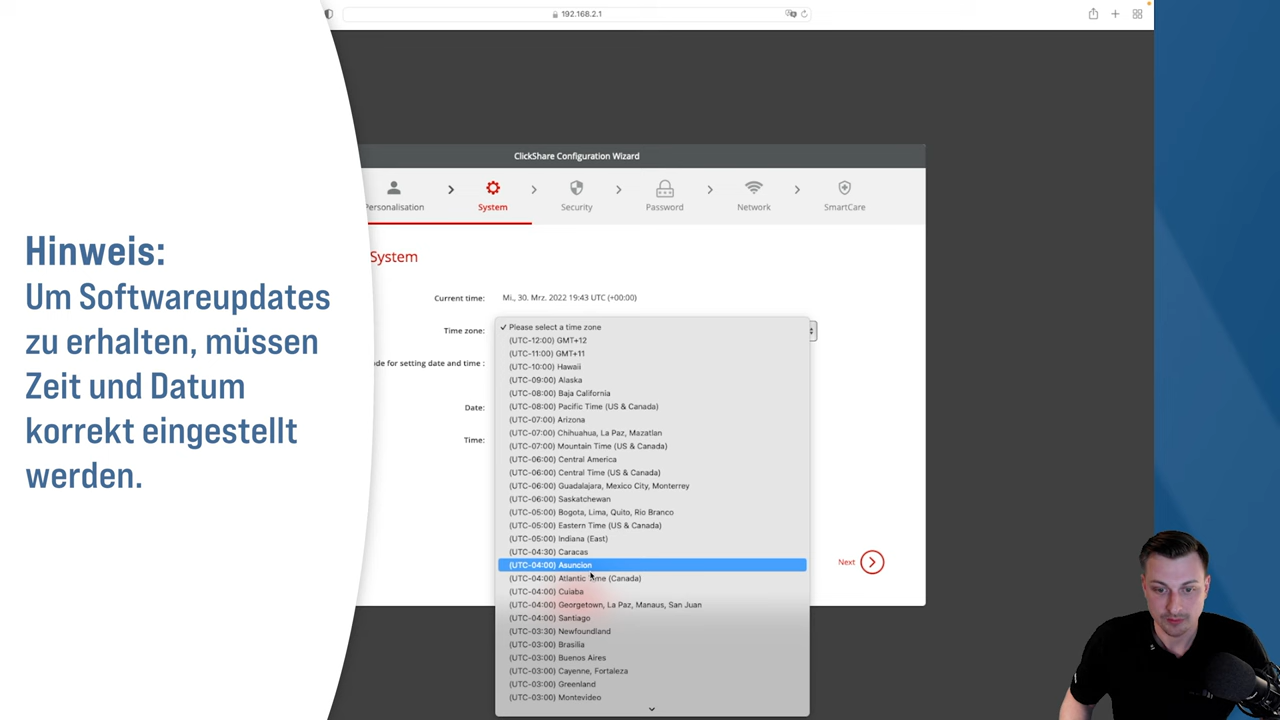 192.168.2.1
ClickShare Configuration Wizard
Personalisation
System
Security
Password
Network
SmartCare
System
Hinweis:
Um Softwareupdates
zu erhalten, müssen
Zeit und Datum
korrekt eingestellt
werden.
Current time:
Mi., 30. Mrz. 2022 19:43 UTC (+00:00)
Time zone:
✓ Please select a time zone
(UTC-12:00) GMT+12
(UTC-11:00) GMT+11
(UTC-10:00) Hawaii
(UTC-09:00) Alaska
(UTC-08:00) Baja California
(UTC-08:00) Pacific Time (US & Canada)
(UTC-07:00) Arizona
(UTC-07:00) Chihuahua, La Paz, Mazatlan
(UTC-07:00) Mountain Time (US & Canada)
(UTC-06:00) Central America
(UTC-06:00) Central Time (US & Canada)
(UTC-06:00) Guadalajara, Mexico City, Monterrey
(UTC-06:00) Saskatchewan
(UTC-05:00) Bogota, Lima, Quito, Rio Branco
(UTC-05:00) Eastern Time (US & Canada)
(UTC-05:00) Indiana (East)
(UTC-04:30) Caracas
(UTC-04:00) Asuncion
(UTC-04:00) Atlantic Time (Canada)
(UTC-04:00) Cuiaba
(UTC-04:00) Georgetown, La Paz, Manaus, San Juan
(UTC-04:00) Santiago
(UTC-03:30) Newfoundland
(UTC-03:00) Brasilia
(UTC-03:00) Buenos Aires
(UTC-03:00) Cayenne, Fortaleza
(UTC-03:00) Greenland
(UTC-03:00) Montevideo
de for setting date and time :
Date:
Time:
Next